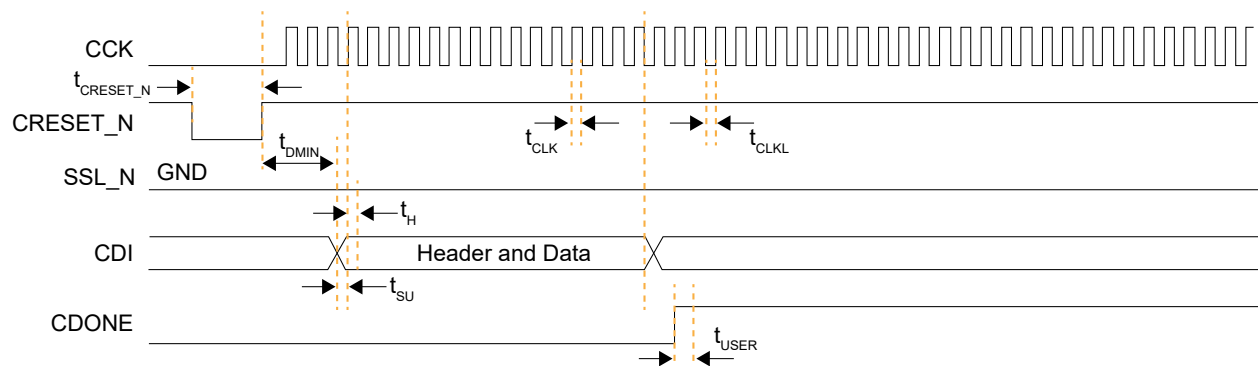 CCK
tCRESET_N
CRESET_N
tDMIN
tCLK
tCLKL
SSL_N
GND
tH
CDI
Header and Data
tSU
CDONE
tUSER